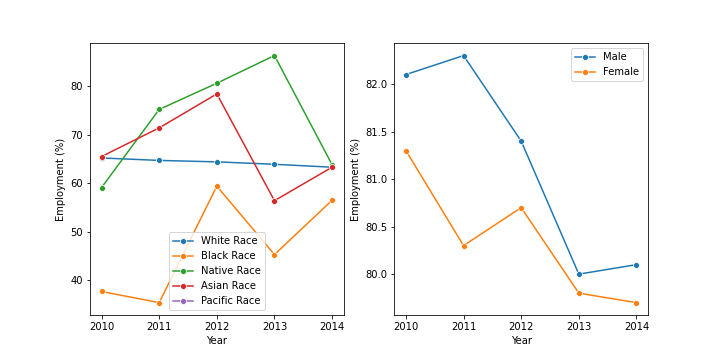 Employment (%)
80
70
60
50
40
2010 2011 2012 2013 2014
Year
White Race
Black Race
Native Race
Asian Race
Pacific Race
Employment (%)
82.0
81.5
81.0
80.5
80.0
2010 2011 2012 2013 2014
Year
Male
Female